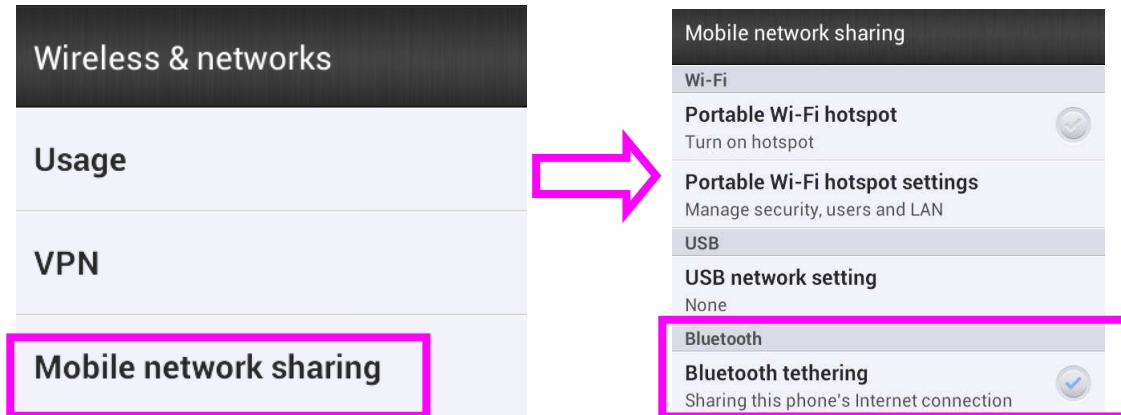 Wireless & networks
Usage
VPN
Mobile network sharing
Mobile network sharing
Wi-Fi
Portable Wi-Fi hotspot
Turn on hotspot
Portable Wi-Fi hotspot settings
Manage security, users and LAN
USB
USB network setting
None
Bluetooth
Bluetooth tethering
Sharing this phone's Internet connection